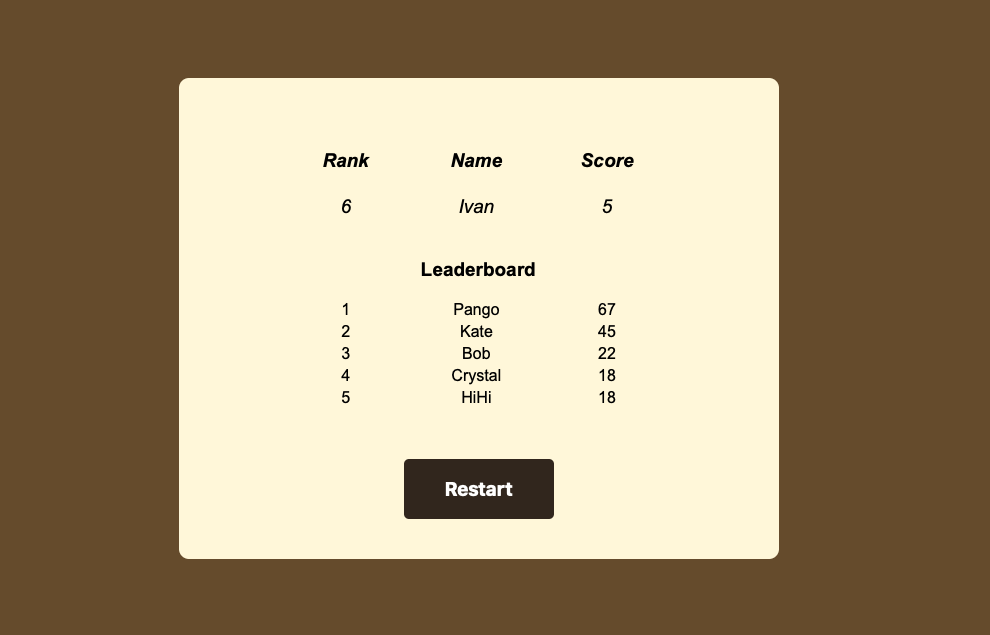 Rank Name Score
6 Ivan 5
Leaderboard
1 Pango 67
2 Kate 45
3 Bob 22
4 Crystal 18
5 HiHi 18
Restart